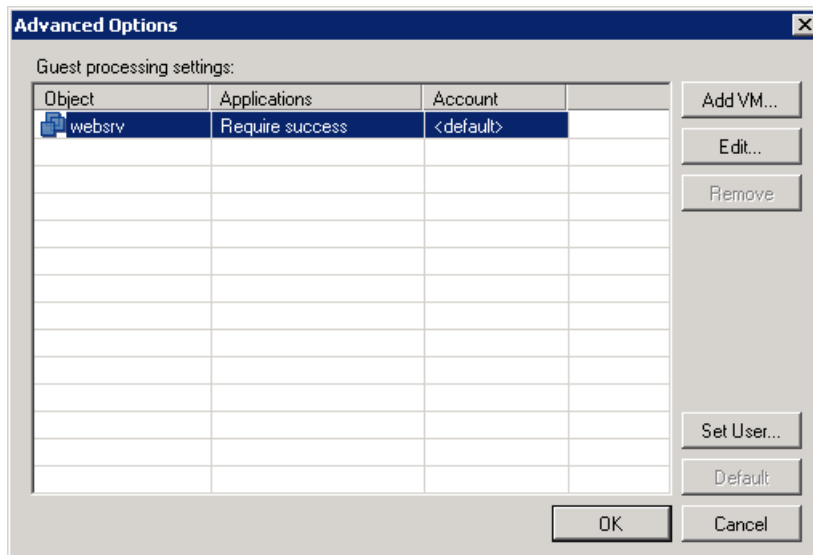 Advanced Options
Guest processing settings:
Object Applications Account
websrv Require success <default>
Add VM...
Edit...
Remove
Set User...
Default
OK Cancel